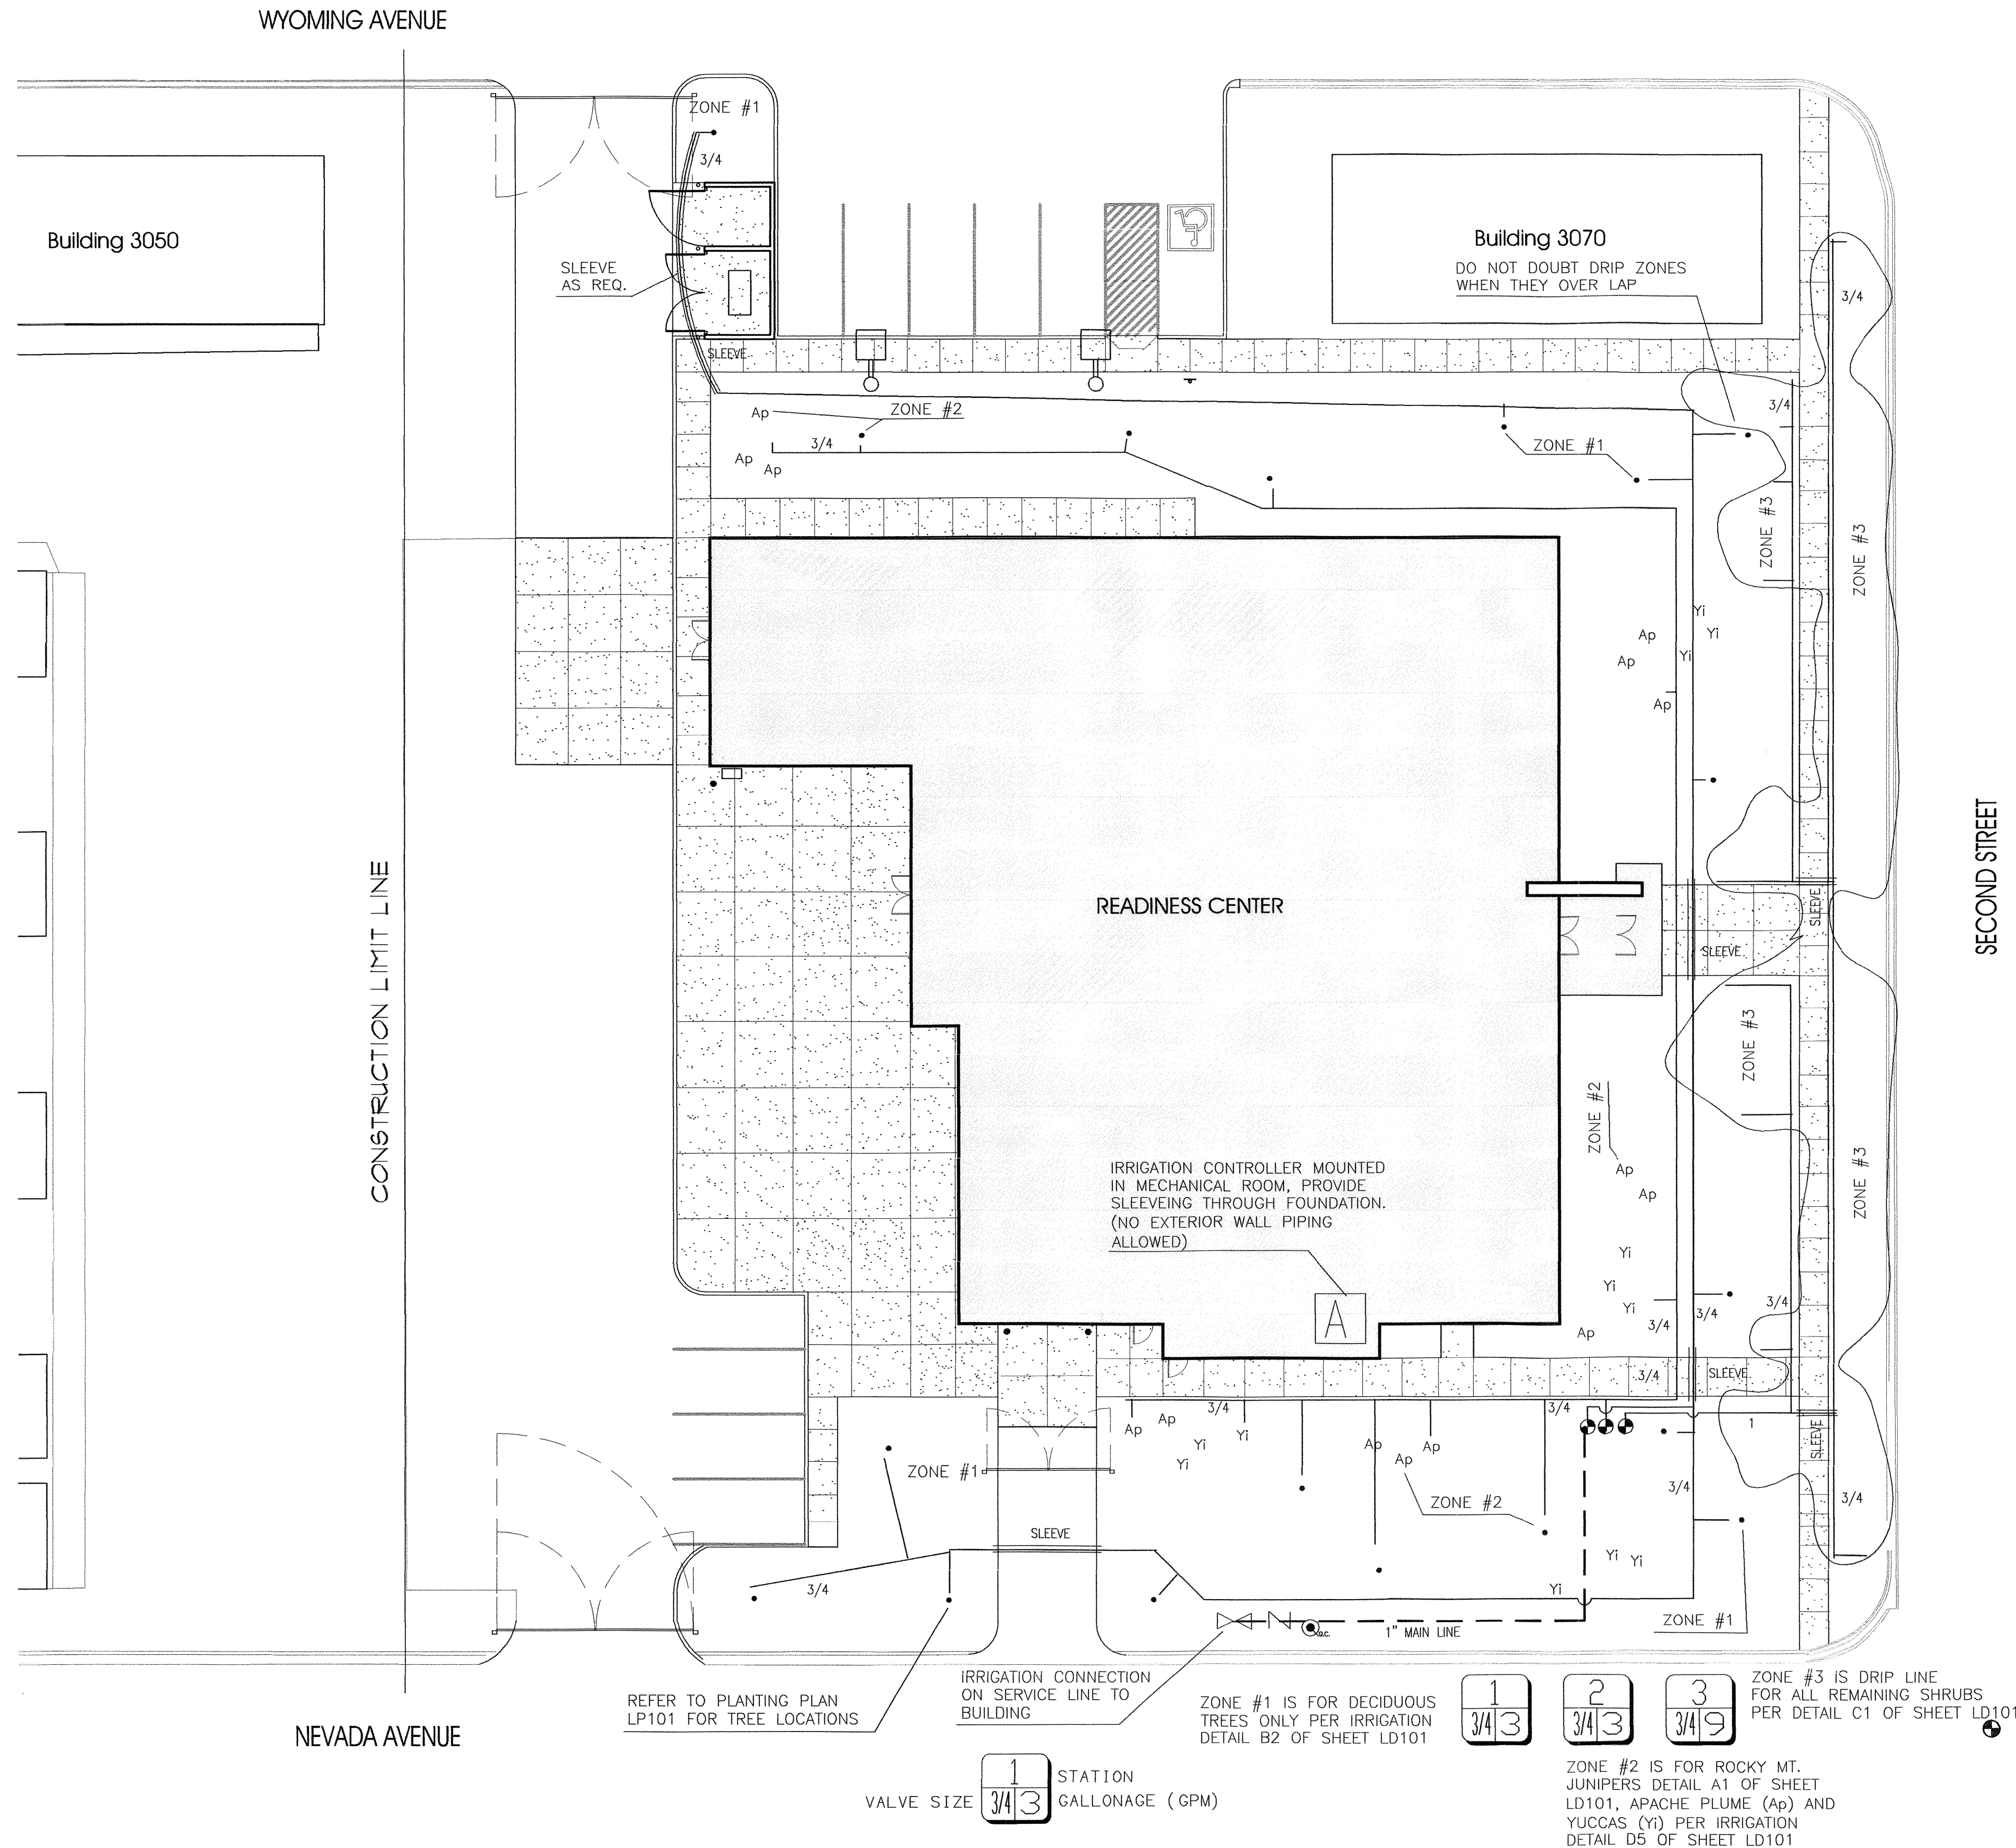 WYOMING AVENUE
ZONE #1
3/4
Building 3050
SLEEVE
AS REQ.
SLEEVE
Building 3070
DO NOT DOUBT DRIP ZONES
WHEN THEY OVER LAP
3/4
3/4
Ap
ZONE #2
3/4
Ap
Ap
ZONE #1
ZONE #3
ZONE #3
Yi
Ap
Yi
Ap
Yi
Ap
CONSTRUCTION LIMIT LINE
READINESS CENTER
SECOND STREET
SLEEVE
SLEEVE
ZONE #3
ZONE #2
ZONE #3
Ap
Ap
IRRIGATION CONTROLLER MOUNTED
IN MECHANICAL ROOM, PROVIDE
SLEEVEING THROUGH FOUNDATION.
(NO EXTERIOR WALL PIPING
ALLOWED)
A
Yi
Yi
Yi
Ap
3/4
3/4
3/4
3/4
SLEEVE
3/4
3/4
Ap
Ap
Yi
Yi
Yi
Ap
Ap
Ap
1
SLEEVE
ZONE #1
ZONE #2
3/4
3/4
SLEEVE
3/4
Yi
Yi
Yi
ZONE #1
Q.C.
1" MAIN LINE
REFER TO PLANTING PLAN
LP101 FOR TREE LOCATIONS
IRRIGATION CONNECTION
ON SERVICE LINE TO
BUILDING
ZONE #1 IS FOR DECIDUOUS
TREES ONLY PER IRRIGATION
DETAIL B2 OF SHEET LD101
1
3/4 3
2
3/4 3
3
3/4 9
ZONE #3 IS DRIP LINE
FOR ALL REMAINING SHRUBS
PER DETAIL C1 OF SHEET LD101
NEVADA AVENUE
1
STATION
VALVE SIZE 3/4 3 GALLONAGE (GPM)
ZONE #2 IS FOR ROCKY MT.
JUNIPERS DETAIL A1 OF SHEET
LD101, APACHE PLUME (Ap) AND
YUCCAS (Yi) PER IRRIGATION
DETAIL D5 OF SHEET LD101